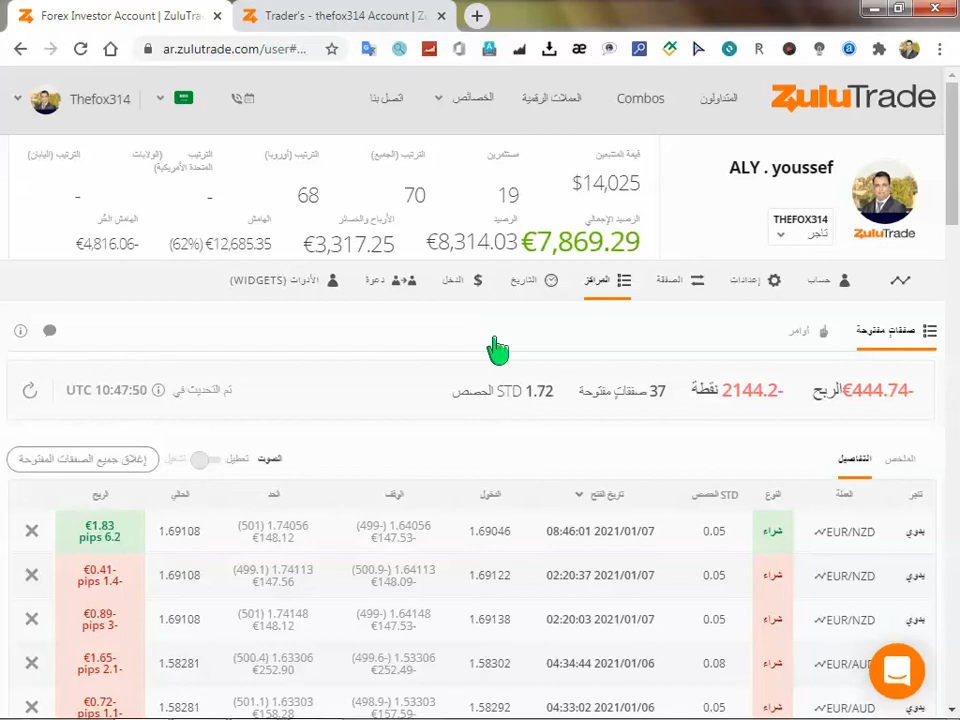 Forex Investor Account | ZuluTra
Trader's - thefox314 Account | Z
ar.zulutrade.com/user#...
ZuluTrade
المتداولون
Combos
العملات الرقمية
الخصائص
اتصل بنا
Thefox314
ALY . youssef
THEFOX314
تاجر
ZuluTrade
قيمة المتتبعين
$14,025
مستثمرين
19
الترتيب (الجميع)
70
الترتيب (أوروبا)
68
الترتيب (الولايات المتحدة الأمريكية)
-
الترتيب (اليابان)
-
الرصيد الإجمالي
€7,869.29
الرصيد
€8,314.03
الأرباح والخسائر
€3,317.25
الهامش
(62%) €12,685.35
الهامش الحُر
€4,816.06-
حساب
إعدادات
الصفقة
المراكز
التاريخ
الدخل
دعوة
الأدوات (WIDGETS)
صفقاتٍ مفتوحة
أوامر
الربح €444.74-
2144.2- نقطة
37 صفقاتٍ مفتوحة
1.72 STD الحصص
تم التحديث في UTC 10:47:50
الملخص
التفاصيل
الصوت
تعطيل
تشغيل
إغلاق جميع الصفقات المفتوحة
تتجر العملة النوع STD الحصص تاريخ الفتح الدخول الوقف الحد الحالي الربح
بدوي EUR/NZD شراء 0.05 08:46:01 2021/01/07 1.69046 (499-) 1.64056 (501) 1.74056 1.69108 €1.83
€147.53- €148.12 pips 6.2
بدوي EUR/NZD شراء 0.05 02:20:37 2021/01/07 1.69122 (500.9-) 1.64113 (499.1) 1.74113 1.69108 €0.41-
€148.09- €147.56 pips 1.4-
بدوي EUR/NZD شراء 0.05 02:20:03 2021/01/07 1.69138 (499-) 1.64148 (501) 1.74148 1.69108 €0.89-
€147.53- €148.12 pips 3-
بدوي EUR/AUD شراء 0.08 04:34:44 2021/01/06 1.58302 (499.6-) 1.53306 (500.4) 1.63306 1.58281 €1.65-
€252.49- €252.90 pips 2.1-
بدوي EUR/AUD شراء 0.05 04:33:02 2021/01/06 1.58292 (498.9-) 1.53303 (501.1) 1.63303 1.58281 €0.72-
€157.59- €158.28 pips 1.1-